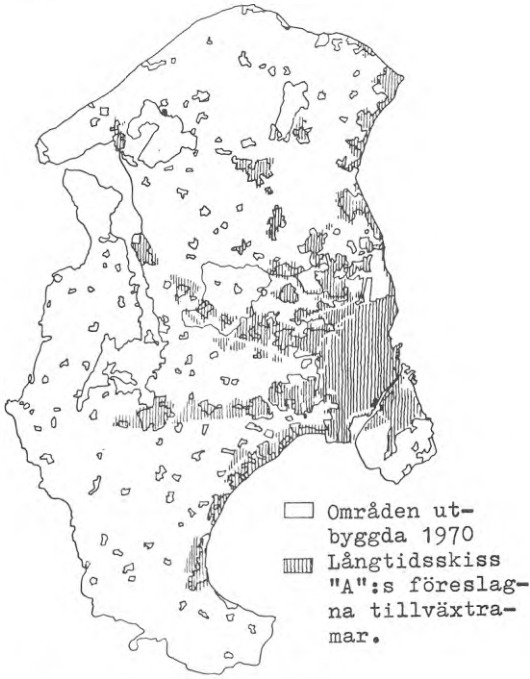 Områden ut-
byggda 1970
Långtidsskiss
"A":s föreslag-
na tillväxtra-
mar.